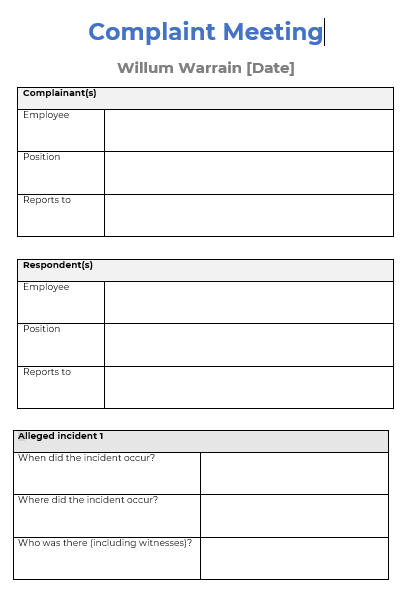 Complaint Meeting
Willum Warrain [Date]
Complainant(s)
Employee
Position
Reports to
Respondent(s)
Employee
Position
Reports to
Alleged incident 1
When did the incident occur?
Where did the incident occur?
Who was there (including witnesses)?